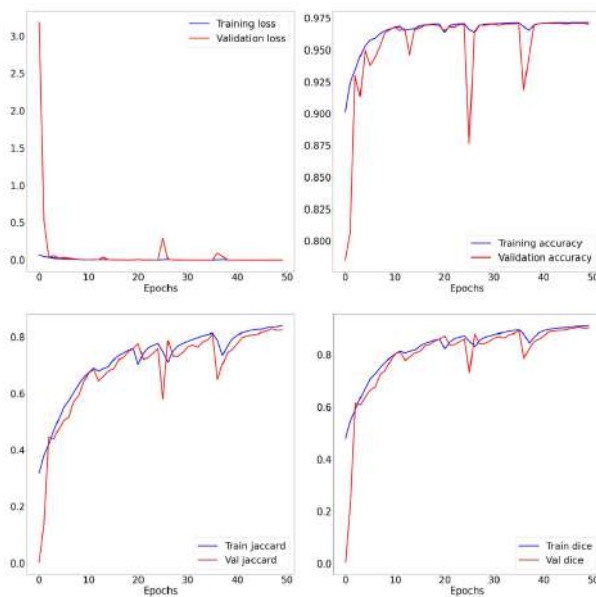 Training loss
Validation loss
3.0
2.5
2.0
1.5
1.0
0.5
0.0
0 10 20 30 40 50
Epochs
0.975
0.950
0.925
0.900
0.875
0.850
0.825
0.800
Training accuracy
Validation accuracy
0 10 20 30 40 50
Epochs
0.8
0.6
0.4
0.2
0.0
Train jaccard
Val jaccard
0 10 20 30 40 50
Epochs
0.8
0.6
0.4
0.2
0.0
Train dice
Val dice
0 10 20 30 40 50
Epochs